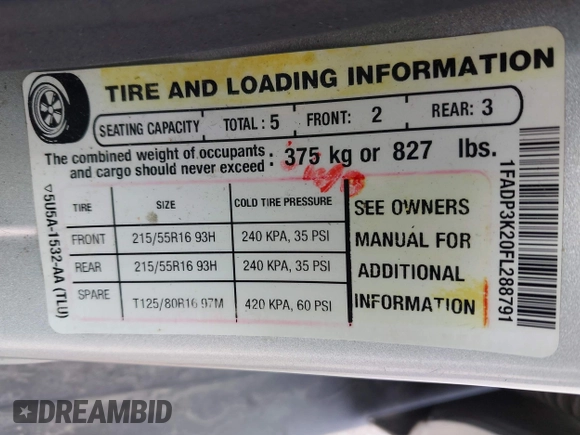 TIRE AND LOADING INFORMATION
SEATING CAPACITY TOTAL: 5 FRONT: 2 REAR: 3
The combined weight of occupants and cargo should never exceed : 375 kg or 827 lbs.
TIRE SIZE COLD TIRE PRESSURE
FRONT 215/55R16 93H 240 KPA, 35 PSI
REAR 215/55R16 93H 240 KPA, 35 PSI
SPARE T125/80R16 97M 420 KPA, 60 PSI
SEE OWNERS
MANUAL FOR
ADDITIONAL
INFORMATION
▽5U5A-1532-AA (TLU)
1FADP3K20FL288791
DREAMBID